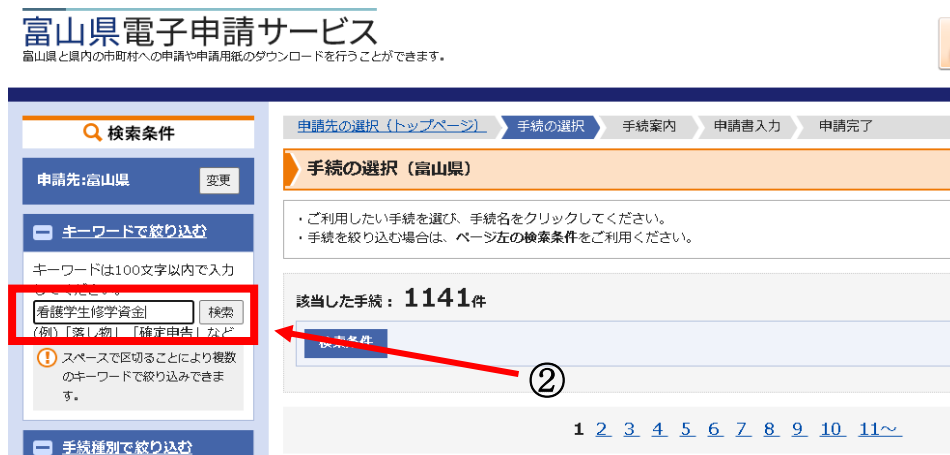 富山県電子申請サービス
富山県と県内の市町村への申請や申請用紙のダウンロードを行うことができます。
検索条件
申請先:富山県
変更
キーワードで絞り込む
キーワードは100文字以内で入力
してください。
看護学生修学資金
検索
(例)「落し物」「確定申告」など
スペースで区切ることにより複数
のキーワードで絞り込みできま
す。
手続種別で絞り込む
申請先の選択（トップページ） 手続の選択 手続案内 申請書入力 申請完了
手続の選択（富山県）
・ご利用したい手続を選び、手続名をクリックしてください。
・手続を絞り込む場合は、ページ左の検索条件をご利用ください。
該当した手続：1141件
検索条件
②
1 2 3 4 5 6 7 8 9 10 11～